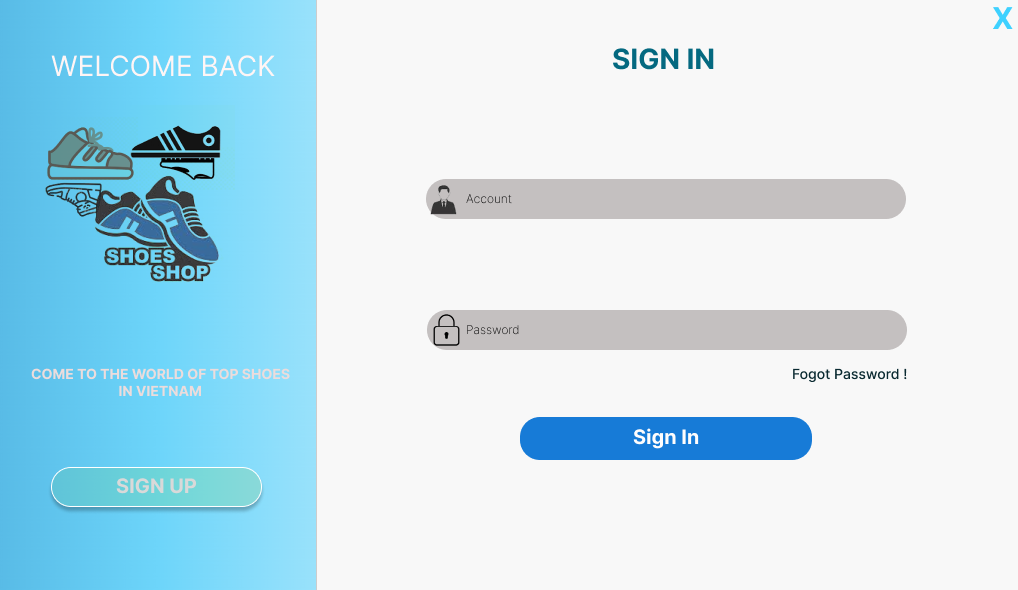 WELCOME BACK
SHOES
SHOP
COME TO THE WORLD OF TOP SHOES
IN VIETNAM
SIGN UP
X
SIGN IN
Account
Password
Fogot Password !
Sign In